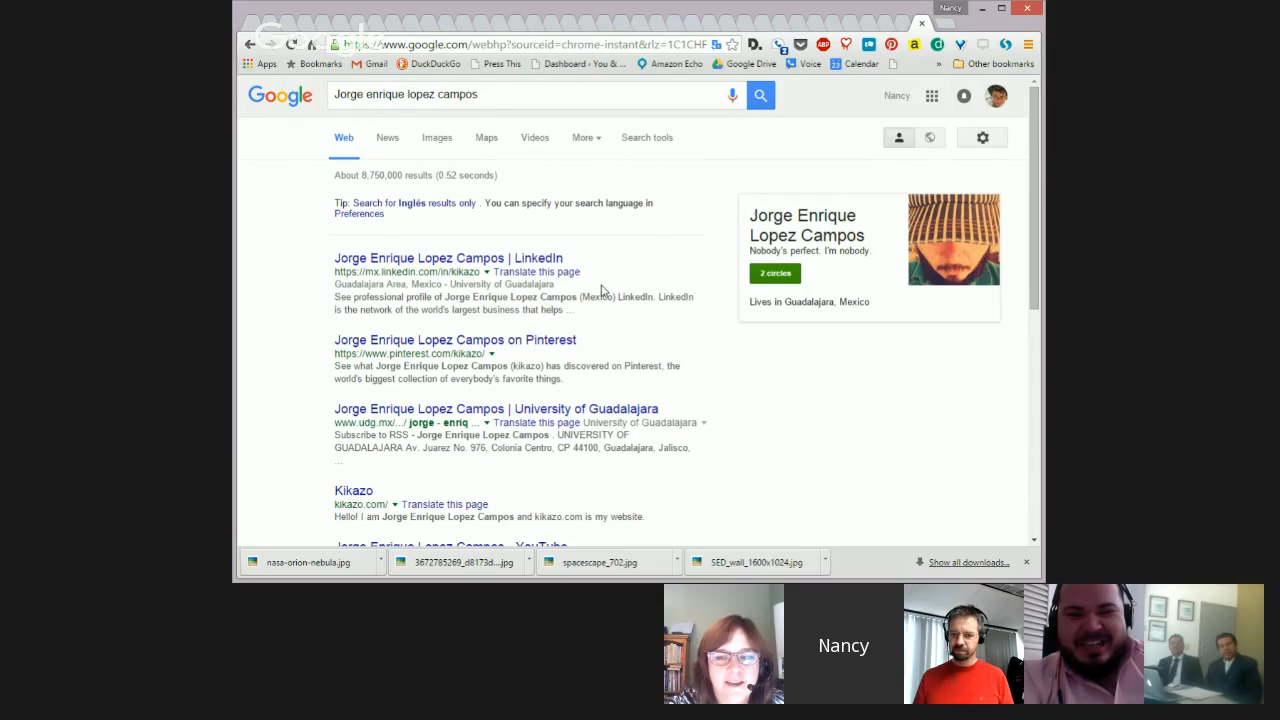 Nancy
Google
https://www.google.com/webhp?sourceid=chrome-instant&rlz=1C1CHF
Apps Bookmarks Gmail DuckDuckGo Press This Dashboard ‹ You & ... Amazon Echo Google Drive Voice 23 Calendar » Other bookmarks
Google Jorge enrique lopez campos Nancy
Web News Images Maps Videos More Search tools
About 8,750,000 results (0.52 seconds)
Tip: Search for Inglés results only . You can specify your search language in
Preferences
Jorge Enrique
Lopez Campos
Nobody's perfect. I'm nobody.
2 circles
Lives in Guadalajara, Mexico
Jorge Enrique Lopez Campos | LinkedIn
https://mx.linkedin.com/in/kikazo Translate this page
Guadalajara Area, Mexico - University of Guadalajara
See professional profile of Jorge Enrique Lopez Campos (Mexico) LinkedIn. LinkedIn
is the network of the world's largest business that helps ...
Jorge Enrique Lopez Campos on Pinterest
https://www.pinterest.com/kikazo/
See what Jorge Enrique Lopez Campos (kikazo) has discovered on Pinterest, the
world's biggest collection of everybody's favorite things.
Jorge Enrique Lopez Campos | University of Guadalajara
www.udg.mx/.../ jorge - enriq ... Translate this page University of Guadalajara
Subscribe to RSS - Jorge Enrique Lopez Campos . UNIVERSITY OF
GUADALAJARA Av. Juarez No. 976, Colonia Centro, CP 44100, Guadalajara, Jalisco,
...
Kikazo
kikazo.com/ Translate this page
Hello! I am Jorge Enrique Lopez Campos and kikazo.com is my website.
Jorge Enrique Lopez Campos - YouTube
nasa-orion-nebula.jpg 3672785269_d8173d...jpg spacescape_702.jpg SED_wall_1600x1024.jpg Show all downloads...
Nancy